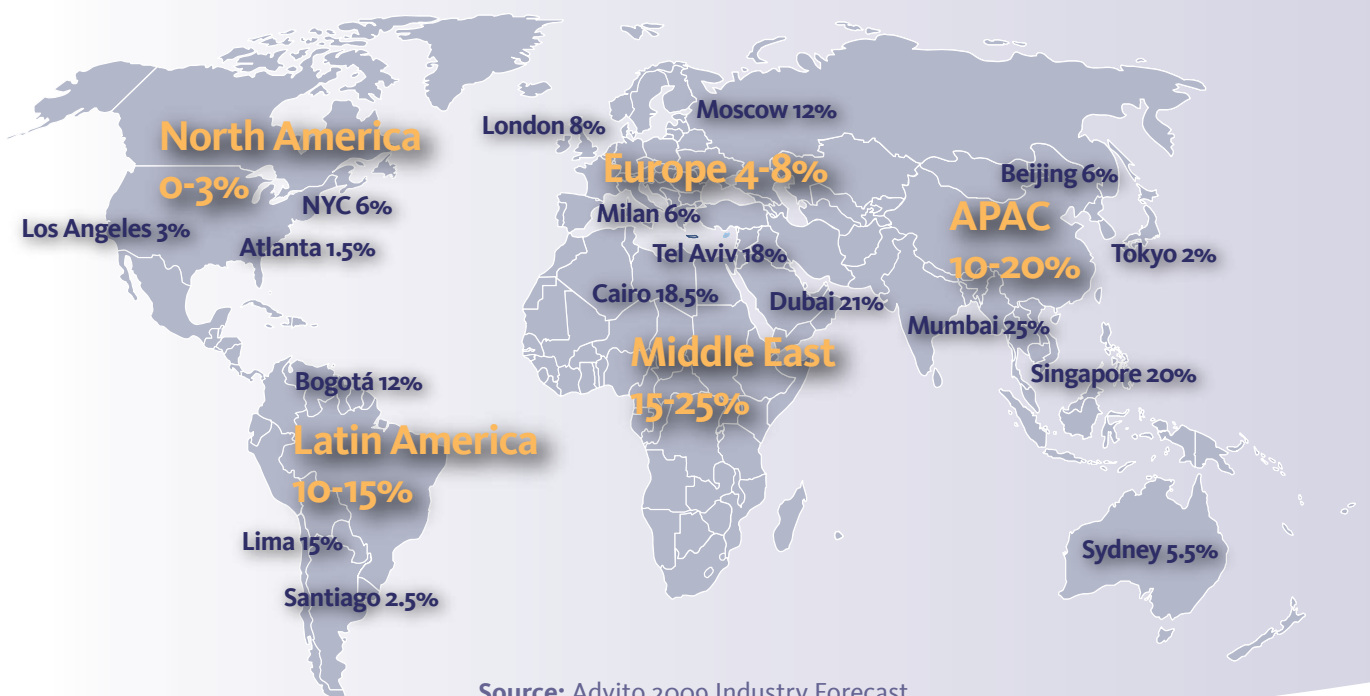 Moscow 12%
London 8%
North America
0-3%
Europe 4-8%
Beijing 6%
NYC 6%
Milan 6%
APAC
10-20%
Los Angeles 3%
Atlanta 1.5%
Tel Aviv 18%
Tokyo 2%
Cairo 18.5%
Dubai 21%
Mumbai 25%
Middle East
15-25%
Singapore 20%
Bogotá 12%
Latin America
10-15%
Lima 15%
Sydney 5.5%
Santiago 2.5%
Source: Advito 2009 Industry Forecast